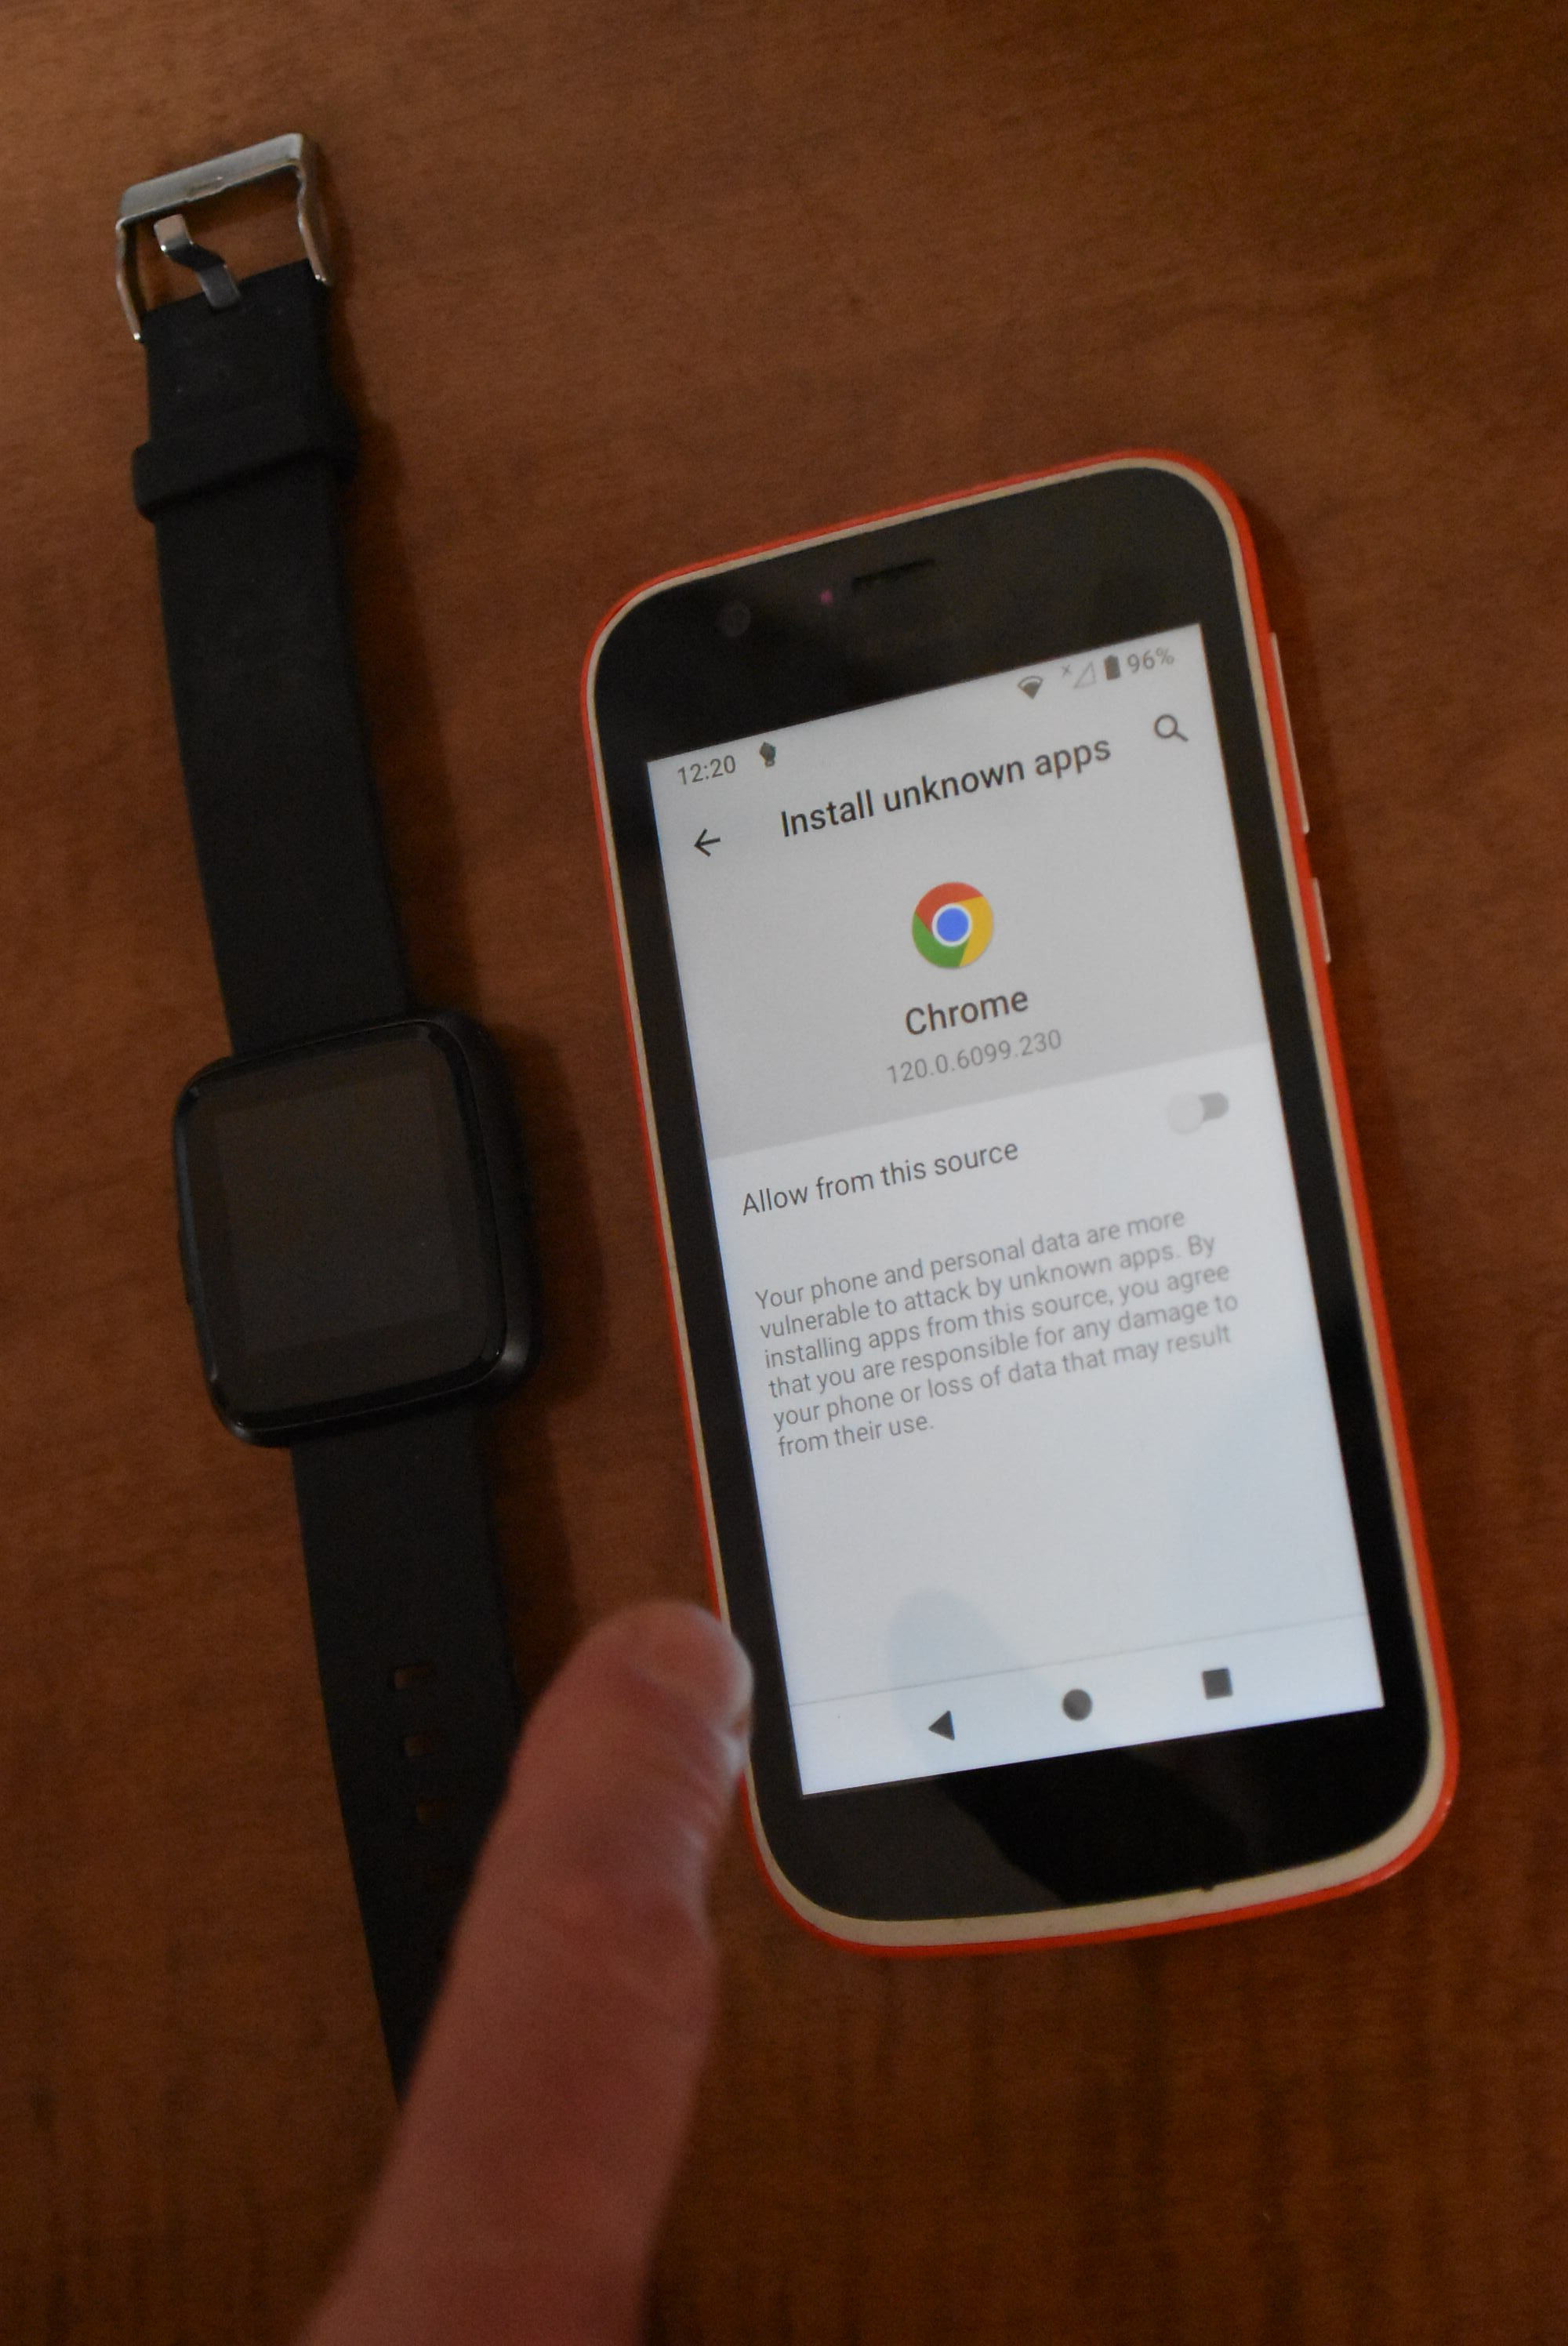 12:20 96%
Install unknown apps
Chrome
120.0.6099.230
Allow from this source
Your phone and personal data are more
vulnerable to attack by unknown apps. By
installing apps from this source, you agree
that you are responsible for any damage to
your phone or loss of data that may result
from their use.